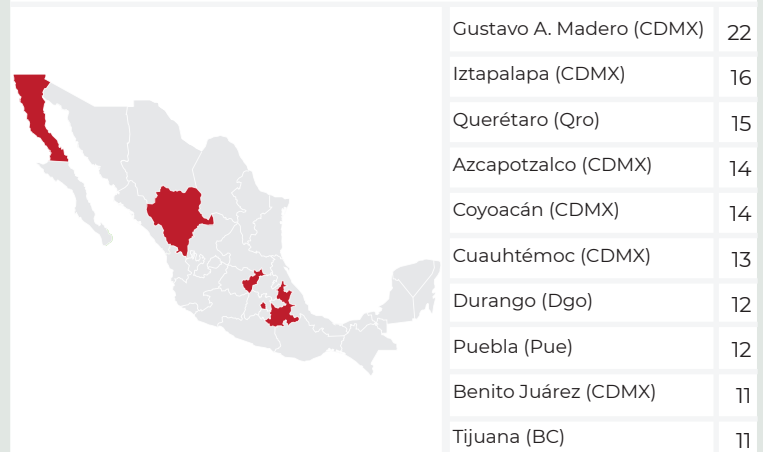 Gustavo A. Madero (CDMX) 22
Iztapalapa (CDMX) 16
Querétaro (Qro) 15
Azcapotzalco (CDMX) 14
Coyoacán (CDMX) 14
Cuauhtémoc (CDMX) 13
Durango (Dgo) 12
Puebla (Pue) 12
Benito Juárez (CDMX) 11
Tijuana (BC) 11